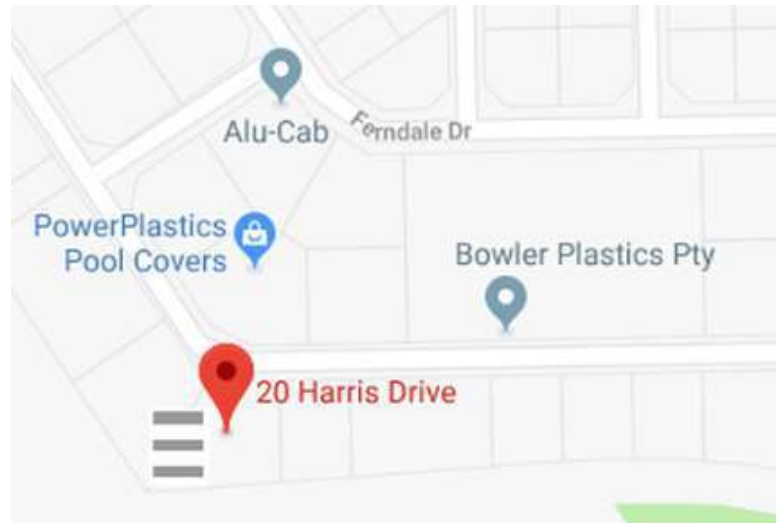 Alu-Cab
Ferndale Dr
PowerPlastics
Pool Covers
Bowler Plastics Pty
20 Harris Drive